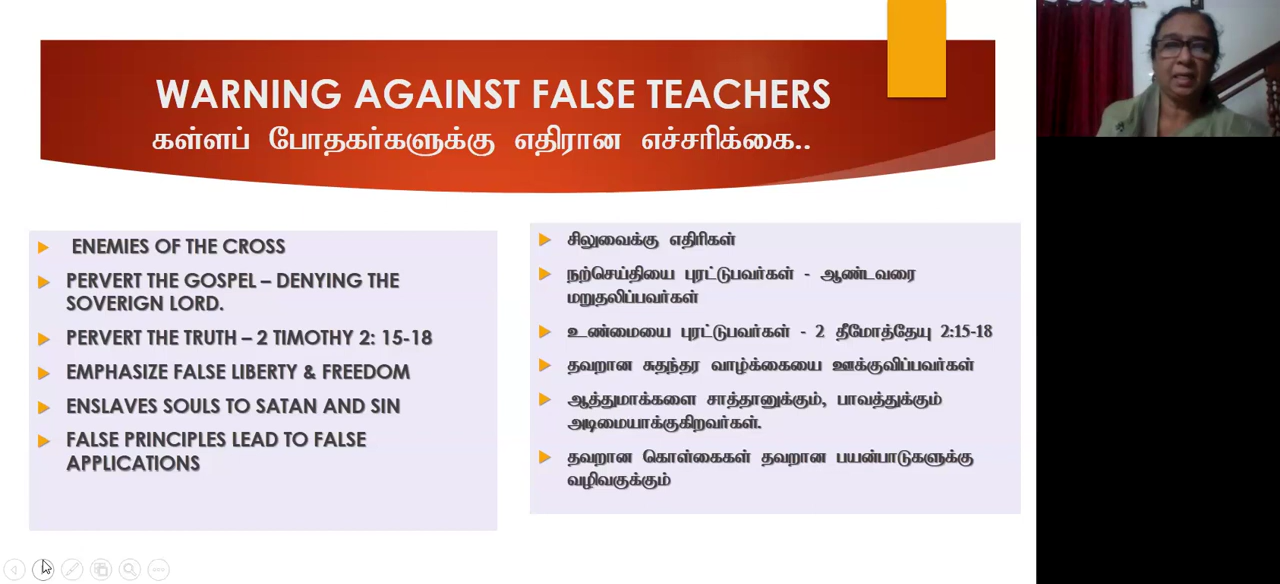 WARNING AGAINST FALSE TEACHERS
கள்ளப் போதகர்களுக்கு எதிரான எச்சரிக்கை..
ENEMIES OF THE CROSS
PERVERT THE GOSPEL – DENYING THE
SOVERIGN LORD.
PERVERT THE TRUTH – 2 TIMOTHY 2: 15-18
EMPHASIZE FALSE LIBERTY & FREEDOM
ENSLAVES SOULS TO SATAN AND SIN
FALSE PRINCIPLES LEAD TO FALSE
APPLICATIONS
சிலுவைக்கு எதிரிகள்
நற்செய்தியை புரட்டுபவர்கள் - ஆண்டவரை
மறுதலிப்பவர்கள்
உண்மையை புரட்டுபவர்கள் - 2 தீமோத்தேயு 2:15-18
தவறான சுதந்தர வாழ்க்கையை ஊக்குவிப்பவர்கள்
ஆத்துமாக்களை சாத்தானுக்கும், பாவத்துக்கும்
அடிமையாக்குகிறவர்கள்.
தவறான கொள்கைகள் தவறான பயன்பாடுகளுக்கு
வழிவகுக்கும்